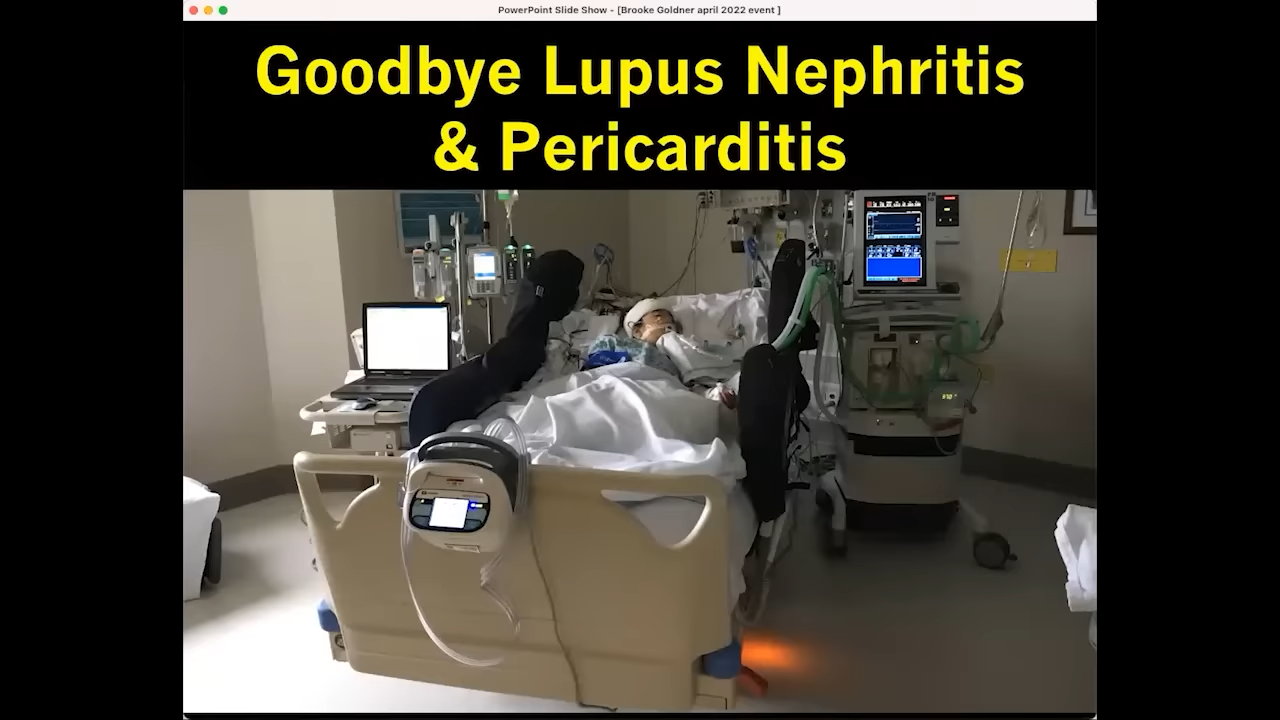 PowerPoint Slide Show - [Brooke Goldner april 2022 event ]
Goodbye Lupus Nephritis
& Pericarditis